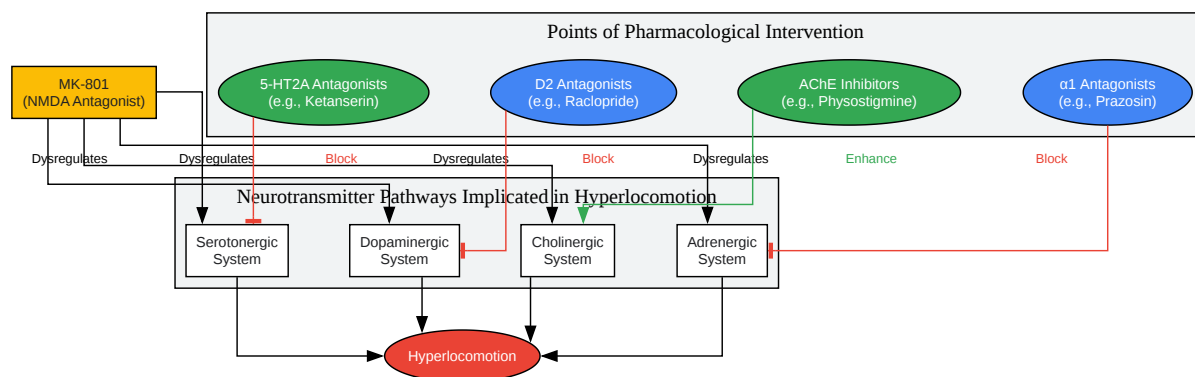 Points of Pharmacological Intervention
MK-801
(NMDA Antagonist)
5-HT2A Antagonists
(e.g., Ketanserin)
D2 Antagonists
(e.g., Raclopride)
AChE Inhibitors
(e.g., Physostigmine)
α1 Antagonists
(e.g., Prazosin)
Dysregulates
Dysregulates
Block
Dysregulates
Block
Dysregulates
Enhance
Block
Neurotransmitter Pathways Implicated in Hyperlocomotion
Serotonergic
System
Dopaminergic
System
Cholinergic
System
Adrenergic
System
Hyperlocomotion